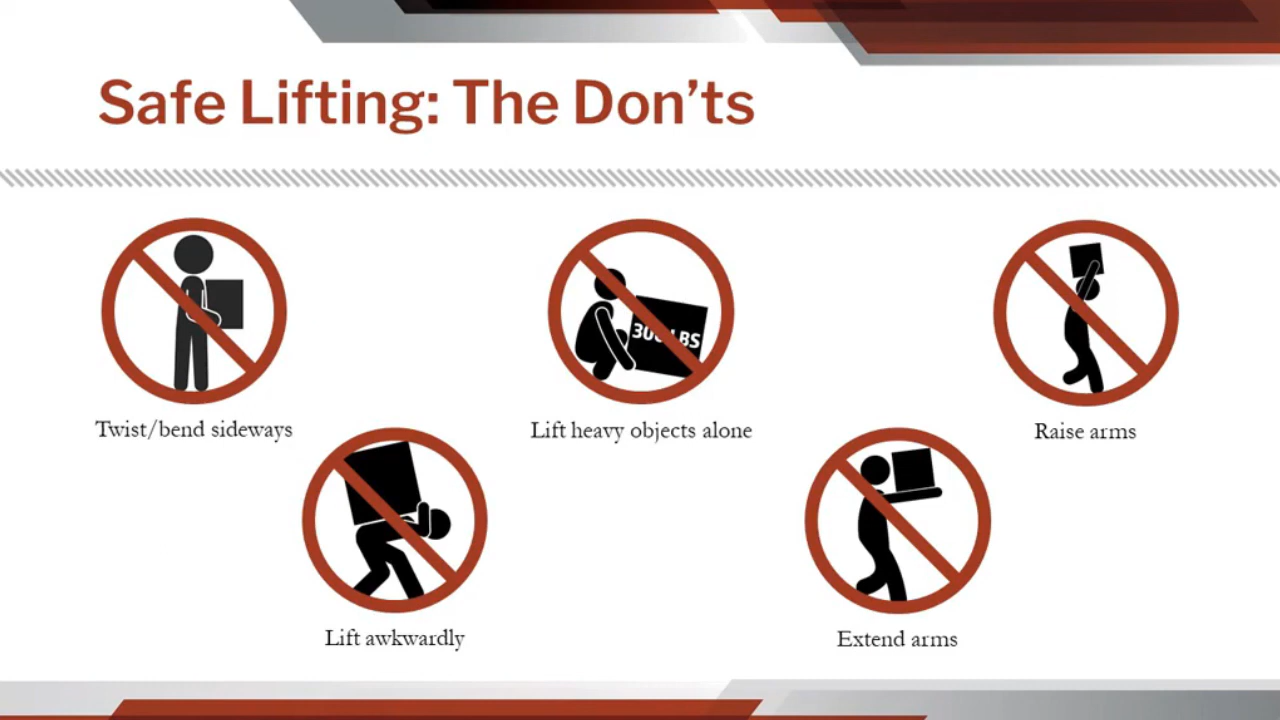 Safe Lifting: The Don'ts
Twist/bend sideways
Lift heavy objects alone
Raise arms
Lift awkwardly
Extend arms
LBS